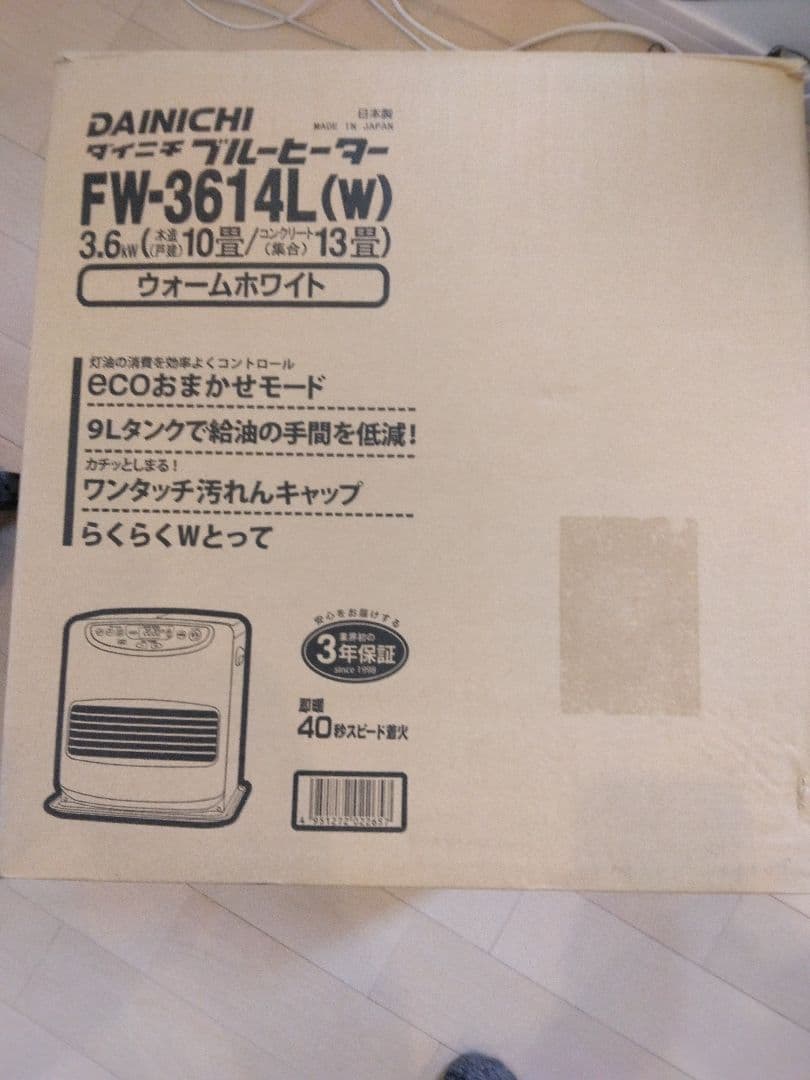 DAINICHI
日本製
MADE IN JAPAN
ダイニチ ブルーヒーター
FW-3614L(W)
3.6kW(木造(戸建)10畳/コンクリート(集合)13畳)
ウォームホワイト
灯油の消費を効率よくコントロール
ecoおまかせモード
9Lタンクで給油の手間を低減!
カチッとしまる!
ワンタッチ汚れんキャップ
らくらくWとって
安心をお届けする
業界初の
3年保証
since 1998
即暖
40秒スピード着火